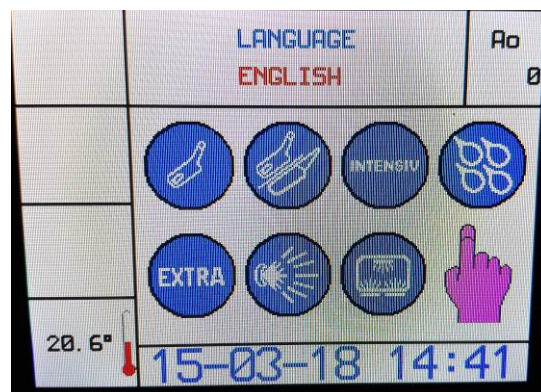 LANGUAGE
ENGLISH
Ao
0
INTENSIV
EXTRA
20.6°
15-03-18 14:41